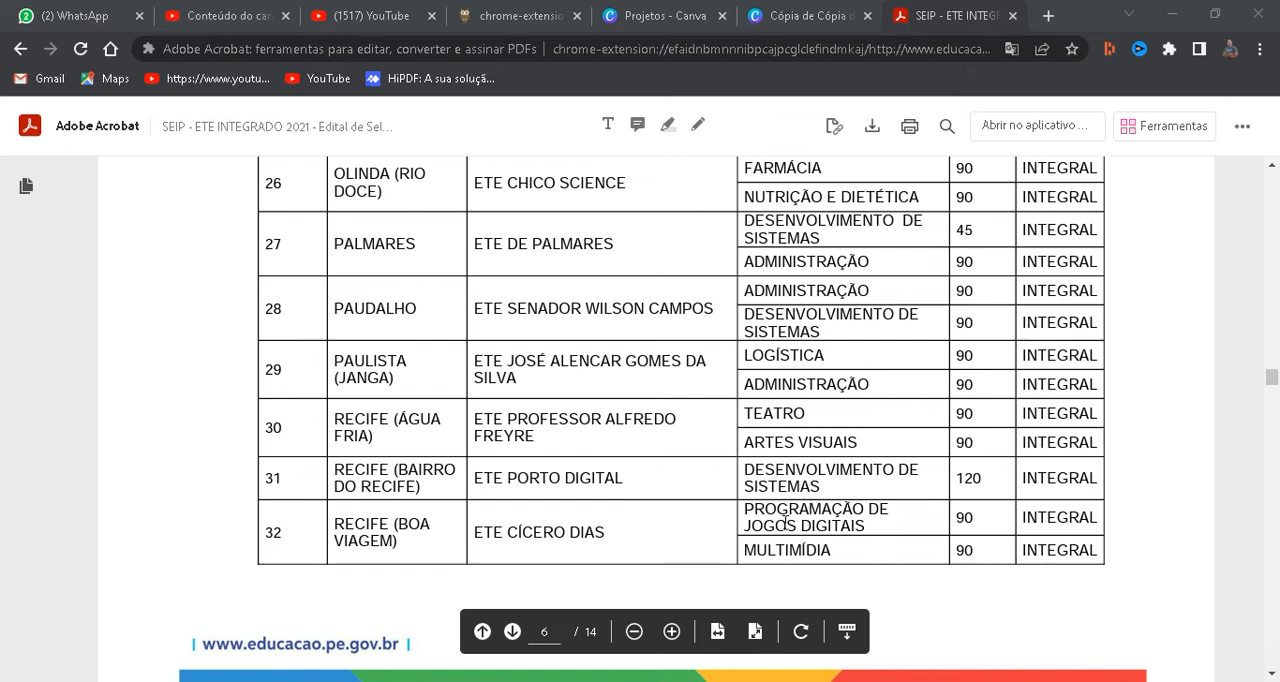 (2) WhatsApp
Conteúdo do car
(1517) YouTube
chrome-extensio
Projetos - Canva
Cópia de Cópia d
SEIP - ETE INTEGR
Adobe Acrobat: ferramentas para editar, converter e assinar PDFs
chrome-extension://efaidnbmnnnibpcajpcglclefindmkaj/http://www.educaca...
Gmail
Maps
https://www.youtu...
YouTube
HiPDF: A sua soluçã...
Adobe Acrobat
SEIP - ETE INTEGRADO 2021 - Edital de Sel...
Abrir no aplicativo ...
Ferramentas
26
OLINDA (RIO
DOCE)
ETE CHICO SCIENCE
FARMÁCIA
90
INTEGRAL
NUTRIÇÃO E DIETÉTICA
90
INTEGRAL
27
PALMARES
ETE DE PALMARES
DESENVOLVIMENTO DE
SISTEMAS
45
INTEGRAL
ADMINISTRAÇÃO
90
INTEGRAL
28
PAUDALHO
ETE SENADOR WILSON CAMPOS
ADMINISTRAÇÃO
90
INTEGRAL
DESENVOLVIMENTO DE
SISTEMAS
90
INTEGRAL
29
PAULISTA
(JANGA)
ETE JOSÉ ALENCAR GOMES DA
SILVA
LOGÍSTICA
90
INTEGRAL
ADMINISTRAÇÃO
90
INTEGRAL
30
RECIFE (ÁGUA
FRIA)
ETE PROFESSOR ALFREDO
FREYRE
TEATRO
90
INTEGRAL
ARTES VISUAIS
90
INTEGRAL
31
RECIFE (BAIRRO
DO RECIFE)
ETE PORTO DIGITAL
DESENVOLVIMENTO DE
SISTEMAS
120
INTEGRAL
32
RECIFE (BOA
VIAGEM)
ETE CÍCERO DIAS
PROGRAMAÇÃO DE
JOGOS DIGITAIS
90
INTEGRAL
MULTIMÍDIA
90
INTEGRAL
6 / 14
www.educacao.pe.gov.br